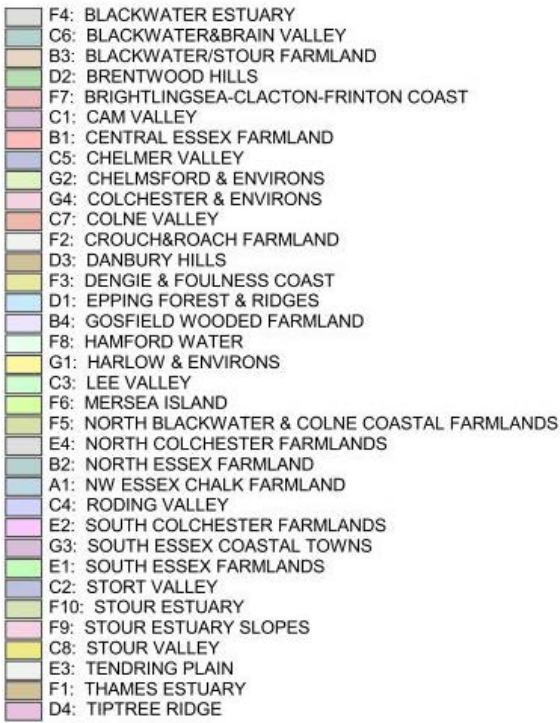 F4: BLACKWATER ESTUARY
C6: BLACKWATER&BRAIN VALLEY
B3: BLACKWATER/STOUR FARMLAND
D2: BRENTWOOD HILLS
F7: BRIGHTLINGSEA-CLACTON-FRINTON COAST
C1: CAM VALLEY
B1: CENTRAL ESSEX FARMLAND
C5: CHELMER VALLEY
G2: CHELMSFORD & ENVIRONS
G4: COLCHESTER & ENVIRONS
C7: COLNE VALLEY
F2: CROUCH&ROACH FARMLAND
D3: DANBURY HILLS
F3: DENGIE & FOULNESS COAST
D1: EPPING FOREST & RIDGES
B4: GOSFIELD WOODED FARMLAND
F8: HAMFORD WATER
G1: HARLOW & ENVIRONS
C3: LEE VALLEY
F6: MERSEA ISLAND
F5: NORTH BLACKWATER & COLNE COASTAL FARMLANDS
E4: NORTH COLCHESTER FARMLANDS
B2: NORTH ESSEX FARMLAND
A1: NW ESSEX CHALK FARMLAND
C4: RODING VALLEY
E2: SOUTH COLCHESTER FARMLANDS
G3: SOUTH ESSEX COASTAL TOWNS
E1: SOUTH ESSEX FARMLANDS
C2: STORT VALLEY
F10: STOUR ESTUARY
F9: STOUR ESTUARY SLOPES
C8: STOUR VALLEY
E3: TENDRING PLAIN
F1: THAMES ESTUARY
D4: TIPTREE RIDGE